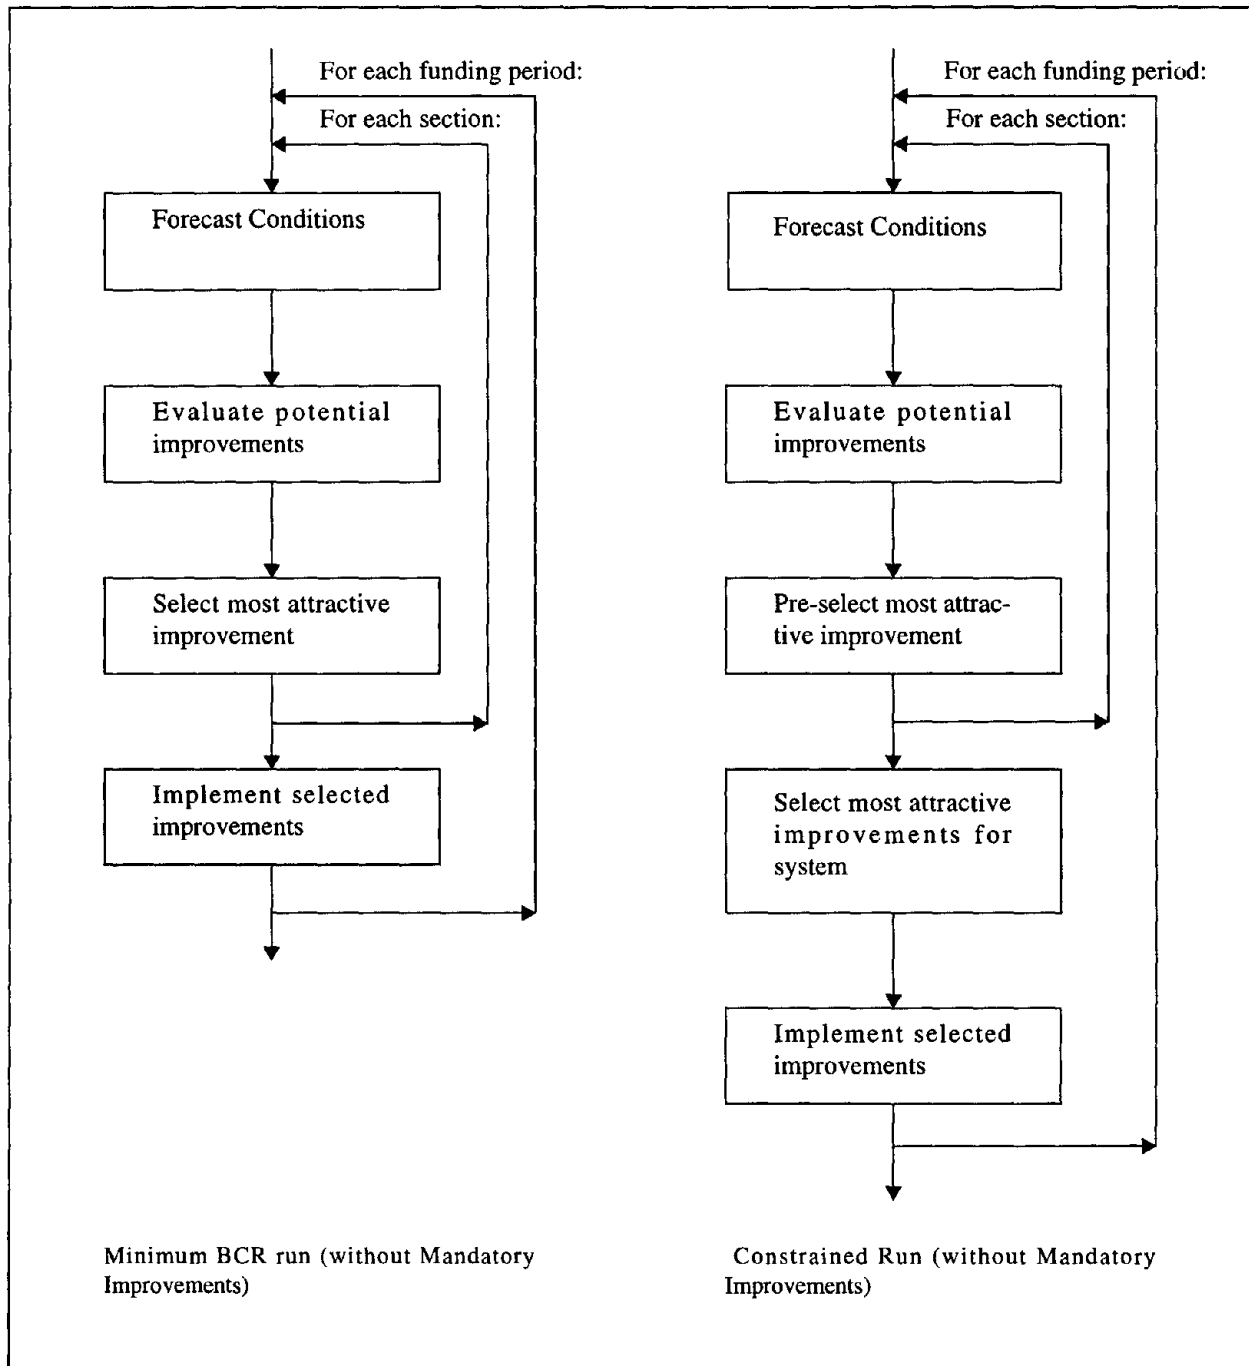 For each funding period:
For each section:
Forecast Conditions
Evaluate potential
improvements
Select most attractive
improvement
Implement selected
improvements
Minimum BCR run (without Mandatory
Improvements)
For each funding period:
For each section:
Forecast Conditions
Evaluate potential
improvements
Pre-select most attrac-
tive improvement
Select most attractive
improvements for
system
Implement selected
improvements
Constrained Run (without Mandatory
Improvements)